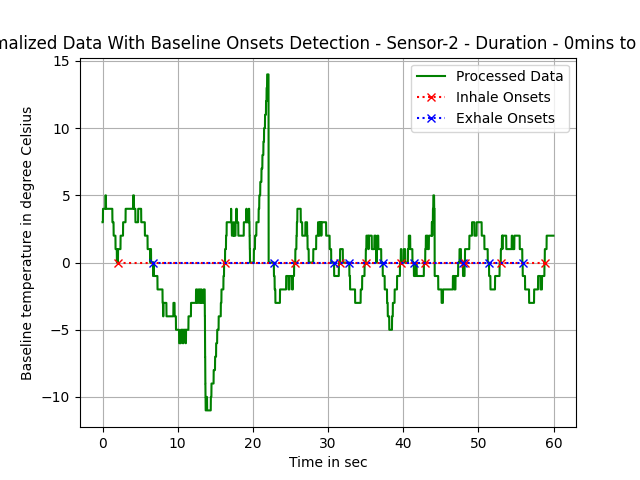 malized Data With Baseline Onsets Detection - Sensor-2 - Duration - 0mins to
Processed Data
Inhale Onsets
Exhale Onsets
15
10
5
0
−5
−10
Baseline temperature in degree Celsius
0
10
20
30
40
50
60
Time in sec